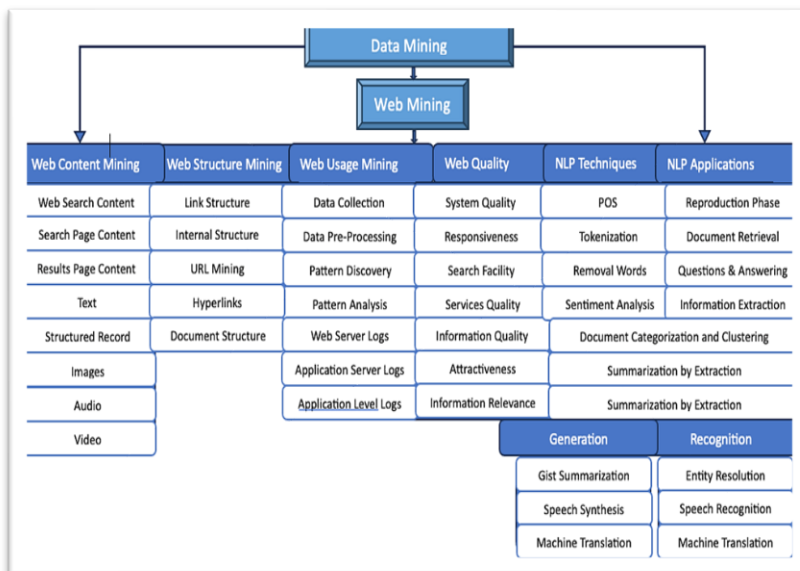 Data Mining
Web Mining
Web Content Mining
Web Structure Mining
Web Usage Mining
Web Quality
NLP Techniques
NLP Applications
Web Search Content
Link Structure
Data Collection
System Quality
POS
Reproduction Phase
Search Page Content
Internal Structure
Data Pre-Processing
Responsiveness
Tokenization
Document Retrieval
Results Page Content
URL Mining
Pattern Discovery
Search Facility
Removal Words
Questions & Answering
Text
Hyperlinks
Pattern Analysis
Services Quality
Sentiment Analysis
Information Extraction
Structured Record
Document Structure
Web Server Logs
Information Quality
Document Categorization and Clustering
Images
Application Server Logs
Attractiveness
Summarization by Extraction
Audio
Application Level Logs
Information Relevance
Summarization by Extraction
Video
Generation
Recognition
Gist Summarization
Entity Resolution
Speech Synthesis
Speech Recognition
Machine Translation
Machine Translation